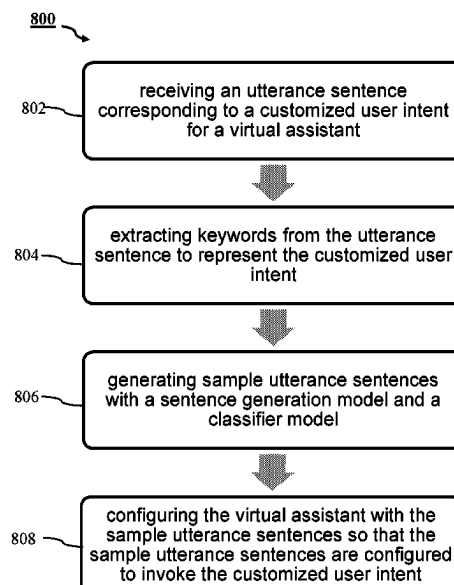 800
802
receiving an utterance sentence
corresponding to a customized user intent
for a virtual assistant
804
extracting keywords from the utterance
sentence to represent the customized user
intent
806
generating sample utterance sentences
with a sentence generation model and a
classifier model
808
configuring the virtual assistant with the
sample utterance sentences so that the
sample utterance sentences are configured
to invoke the customized user intent